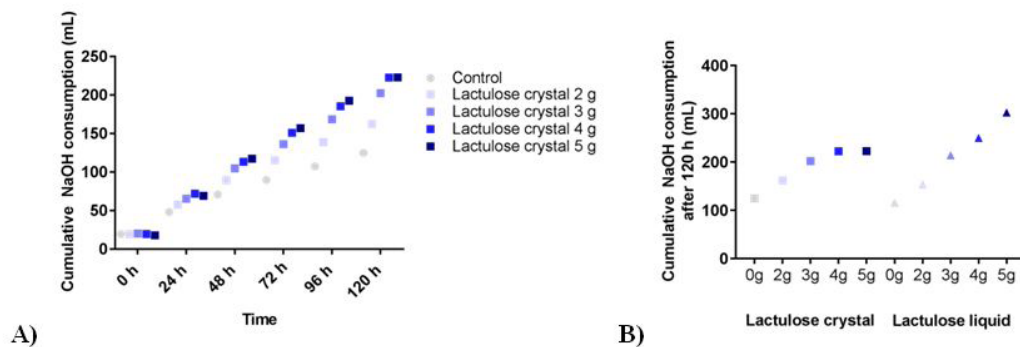 Cumulative NaOH consumption (mL)
250
200
150
100
50
0
0 h
24 h
48 h
72 h
96 h
120 h
Time
Control
Lactulose crystal 2 g
Lactulose crystal 3 g
Lactulose crystal 4 g
Lactulose crystal 5 g
A)
Cumulative NaOH consumption
after 120 h (mL)
400
300
200
100
0
0g 2g 3g 4g 5g 0g 2g 3g 4g 5g
Lactulose crystal Lactulose liquid
B)